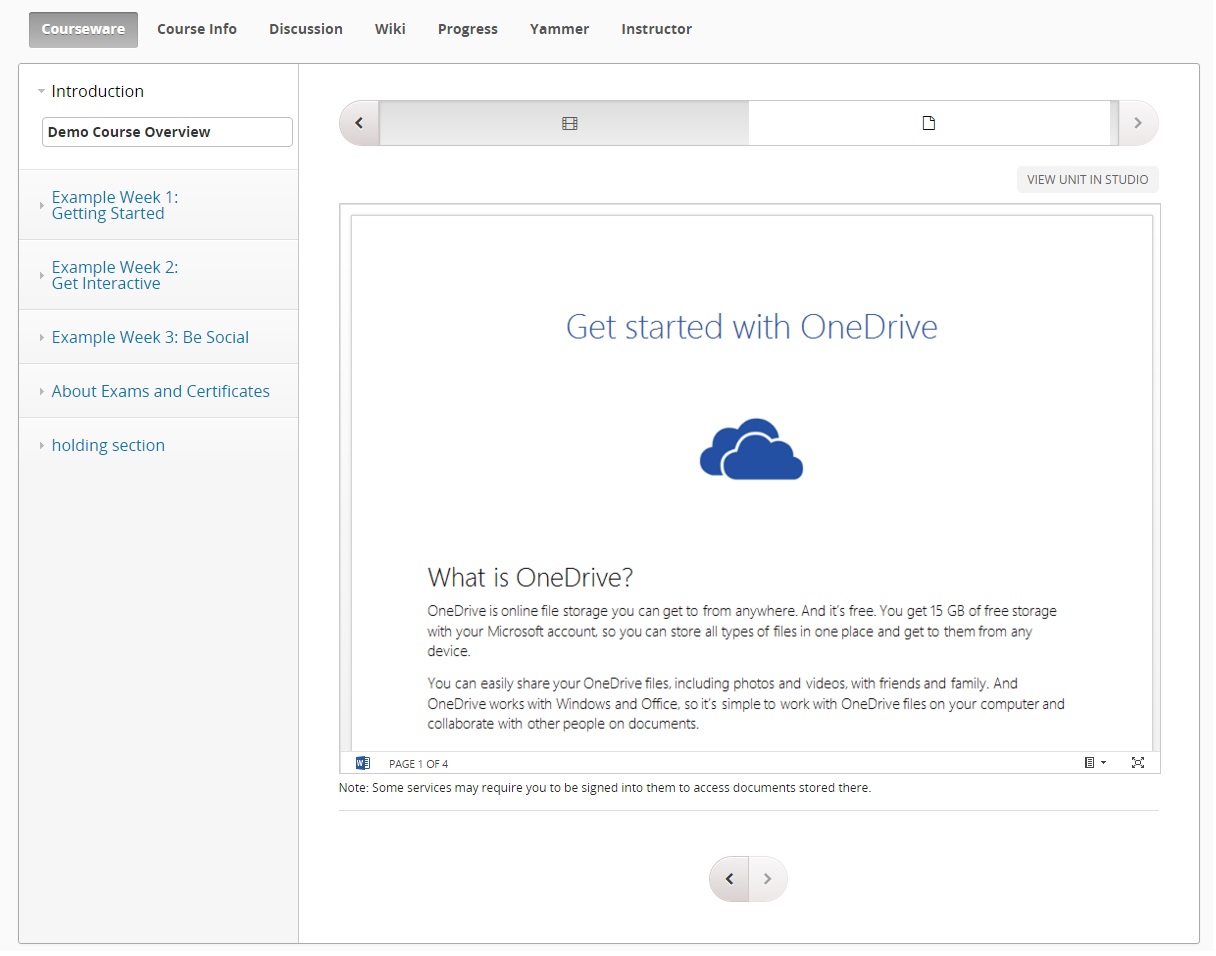 Courseware Course Info Discussion Wiki Progress Yammer Instructor
Introduction
Demo Course Overview
Example Week 1:
Getting Started
Example Week 2:
Get Interactive
Example Week 3: Be Social
About Exams and Certificates
holding section
VIEW UNIT IN STUDIO
Get started with OneDrive
What is OneDrive?
OneDrive is online file storage you can get to from anywhere. And it's free. You get 15 GB of free storage
with your Microsoft account, so you can store all types of files in one place and get to them from any
device.
You can easily share your OneDrive files, including photos and videos, with friends and family. And
OneDrive works with Windows and Office, so it's simple to work with OneDrive files on your computer and
collaborate with other people on documents.
PAGE 1 OF 4
Note: Some services may require you to be signed into them to access documents stored there.